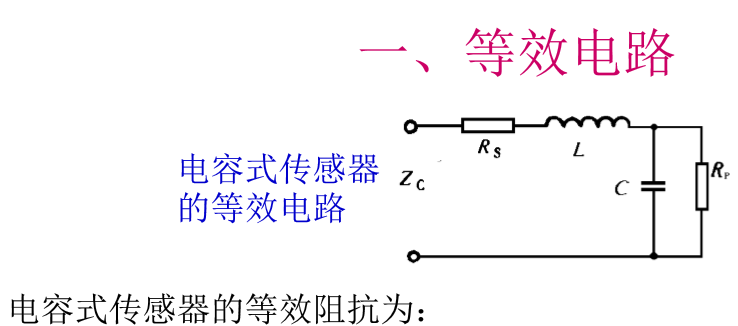 一、等效电路
R_S
L
电容式传感器
的等效电路
Z_C
C
R_P
电容式传感器的等效阻抗为：